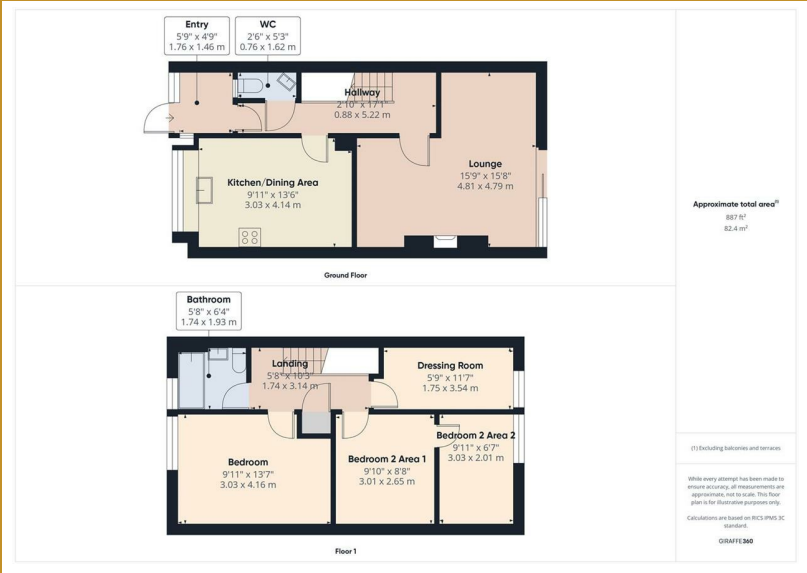 Entry
5'9" x 4'9"
1.76 x 1.46 m
WC
2'6" x 5'3"
0.76 x 1.62 m
Hallway
2'10" x 17'1"
0.88 x 5.22 m
Lounge
15'9" x 15'8"
4.81 x 4.79 m
Kitchen/Dining Area
9'11" x 13'6"
3.03 x 4.14 m
Ground Floor
Bathroom
5'8" x 6'4"
1.74 x 1.93 m
Landing
5'8" x 10'3"
1.74 x 3.14 m
Dressing Room
5'9" x 11'7"
1.75 x 3.54 m
Bedroom 2 Area 2
9'11" x 6'7"
3.03 x 2.01 m
Bedroom
9'11" x 13'7"
3.03 x 4.16 m
Bedroom 2 Area 1
9'10" x 8'8"
3.01 x 2.65 m
Floor 1
Approximate total area⁽¹⁾
887 ft²
82.4 m²
(1) Excluding balconies and terraces
While every attempt has been made to
ensure accuracy, all measurements are
approximate, not to scale. This floor
plan is for illustrative purposes only.
Calculations are based on RICS IPMS 3C
standard.
GIRAFFE360